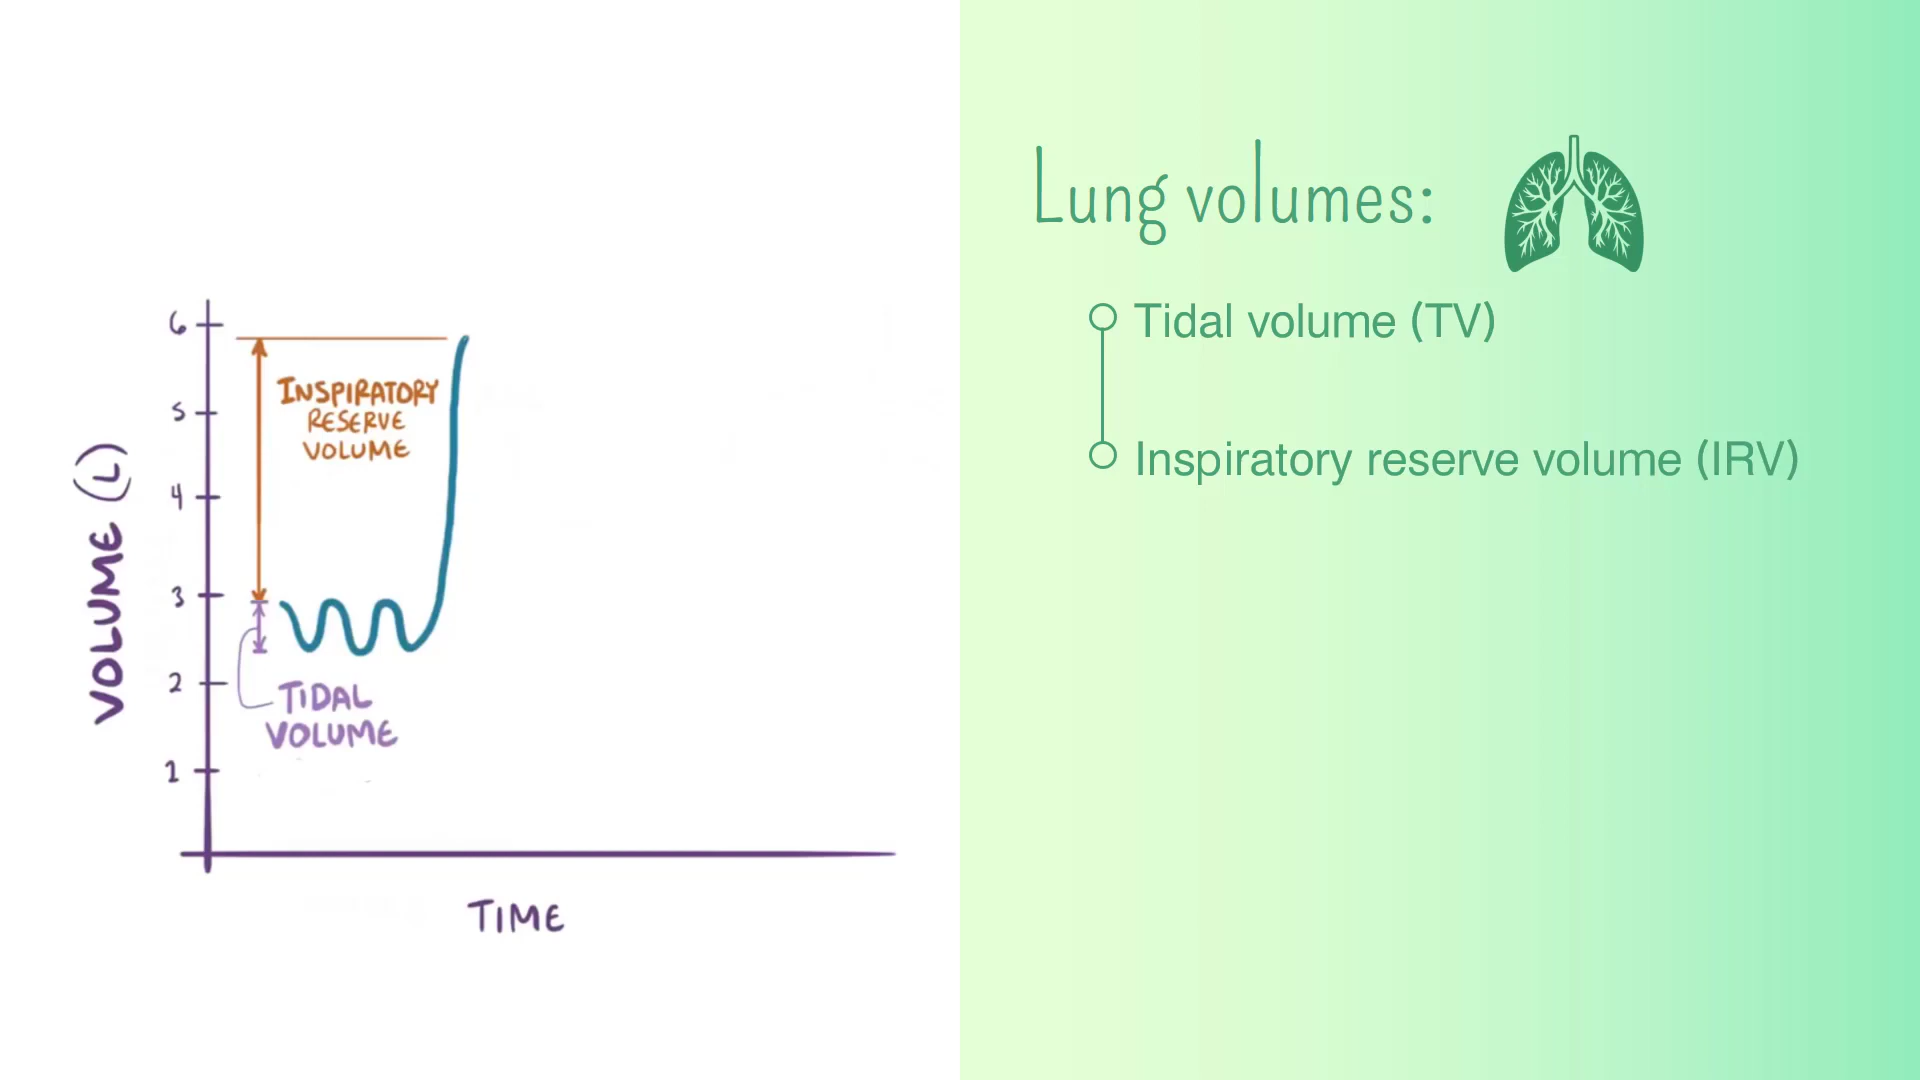 6
5
4
3
2
1
VOLUME (L)
INSPIRATORY
RESERVE
VOLUME
TIDAL
VOLUME
TIME
Lung volumes:
Tidal volume (TV)
Inspiratory reserve volume (IRV)